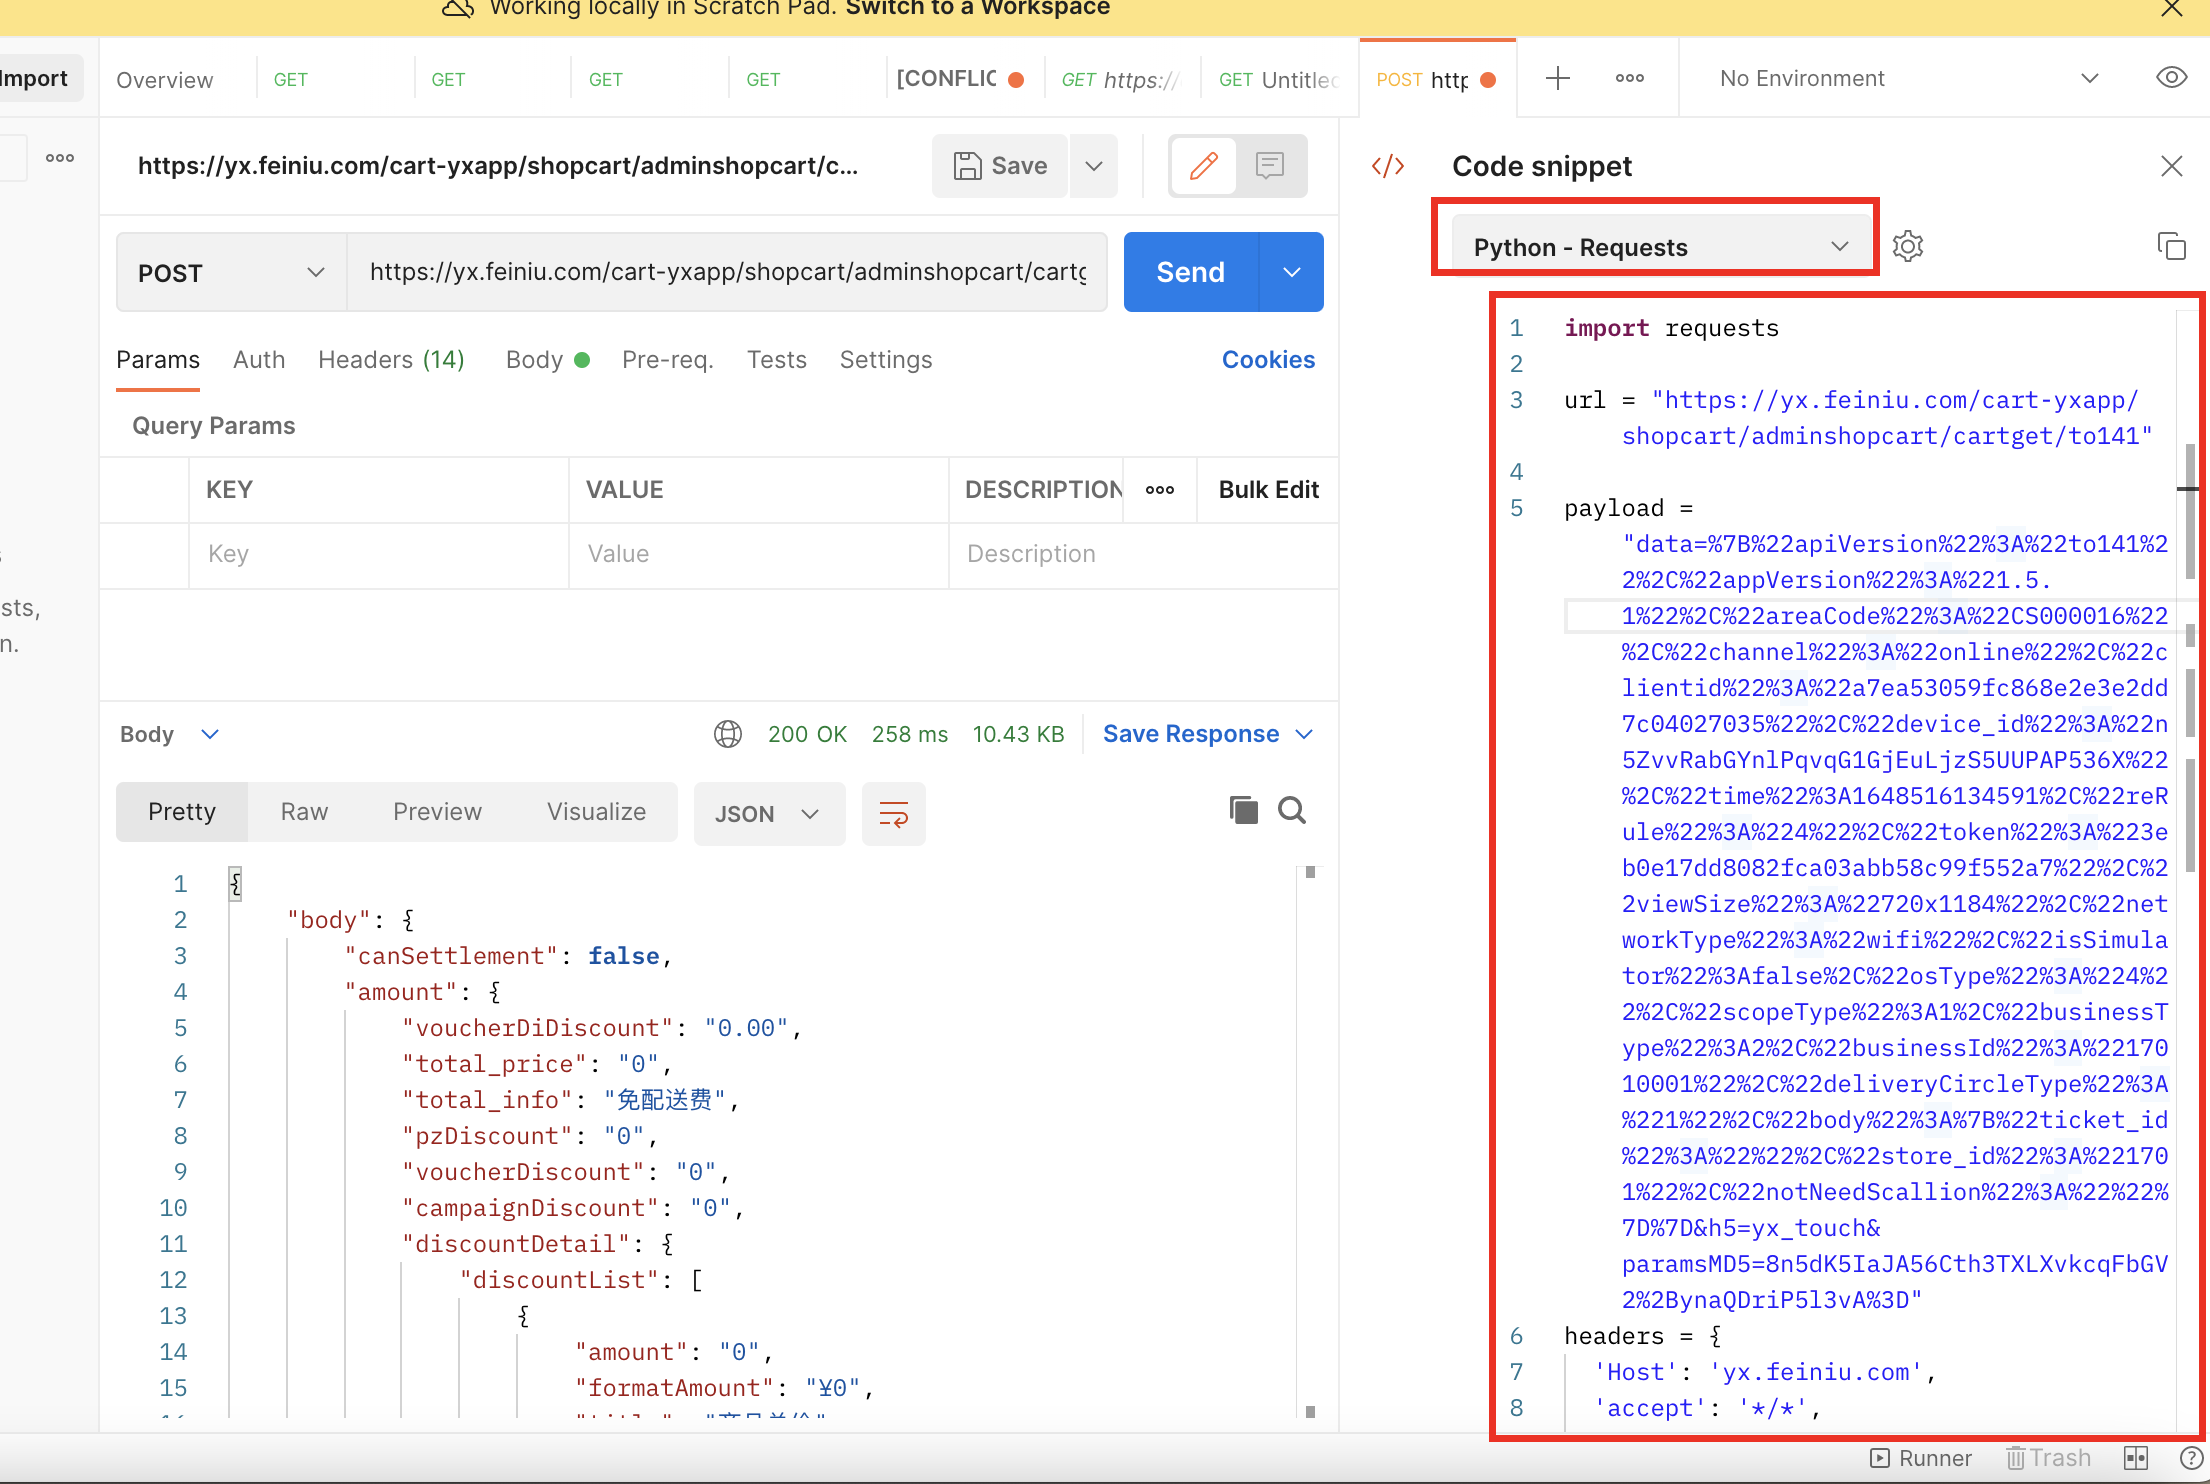 Working locally in Scratch Pad. Switch to a Workspace
Import
Overview
GET
GET
GET
GET
[CONFLIC
GET https://
GET Untitled
POST http
No Environment
https://yx.feiniu.com/cart-yxapp/shopcart/adminshopcart/c...
Save
POST
https://yx.feiniu.com/cart-yxapp/shopcart/adminshopcart/cartg
Send
Params
Auth
Headers (14)
Body
Pre-req.
Tests
Settings
Cookies
Query Params
KEY
VALUE
DESCRIPTION
Bulk Edit
Key
Value
Description
sts,
n.
Body
200 OK
258 ms
10.43 KB
Save Response
Pretty
Raw
Preview
Visualize
JSON
1 {
2 "body": {
3 "canSettlement": false,
4 "amount": {
5 "voucherDiDiscount": "0.00",
6 "total_price": "0",
7 "total_info": "免配送费",
8 "pzDiscount": "0",
9 "voucherDiscount": "0",
10 "campaignDiscount": "0",
11 "discountDetail": {
12 "discountList": [
13 {
14 "amount": "0",
15 "formatAmount": "¥0",
</> Code snippet
Python - Requests
1 import requests
2
3 url = "https://yx.feiniu.com/cart-yxapp/
shopcart/adminshopcart/cartget/to141"
4
5 payload =
"data=%7B%22apiVersion%22%3A%22to141%2
2%2C%22appVersion%22%3A%221.5.
1%22%2C%22areaCode%22%3A%22CS000016%22
%2C%22channel%22%3A%22online%22%2C%22c
lientid%22%3A%22a7ea53059fc868e2e3e2dd
7c04027035%22%2C%22device_id%22%3A%22n
5ZvvRabGYnlPqvqG1GjEuLjzS5UUPAP536X%22
%2C%22time%22%3A1648516134591%2C%22reR
ule%22%3A%224%22%2C%22token%22%3A%223e
b0e17dd8082fca03abb58c99f552a7%22%2C%2
2viewSize%22%3A%22720x1184%22%2C%22net
workType%22%3A%22wifi%22%2C%22isSimula
tor%22%3Afalse%2C%22osType%22%3A%224%2
2%2C%22scopeType%22%3A1%2C%22businessT
ype%22%3A2%2C%22businessId%22%3A%22170
10001%22%2C%22deliveryCircleType%22%3A
%221%22%2C%22body%22%3A%7B%22ticket_id
%22%3A%22%22%2C%22store_id%22%3A%22170
1%22%2C%22notNeedScallion%22%3A%22%22%
7D%7D&h5=yx_touch&
paramsMD5=8n5dK5IaJA56Cth3TXLXvkcqFbGV
2%2BynaQDriP5l3vA%3D"
6 headers = {
7 'Host': 'yx.feiniu.com',
8 'accept': '*/*',
Runner
Trash